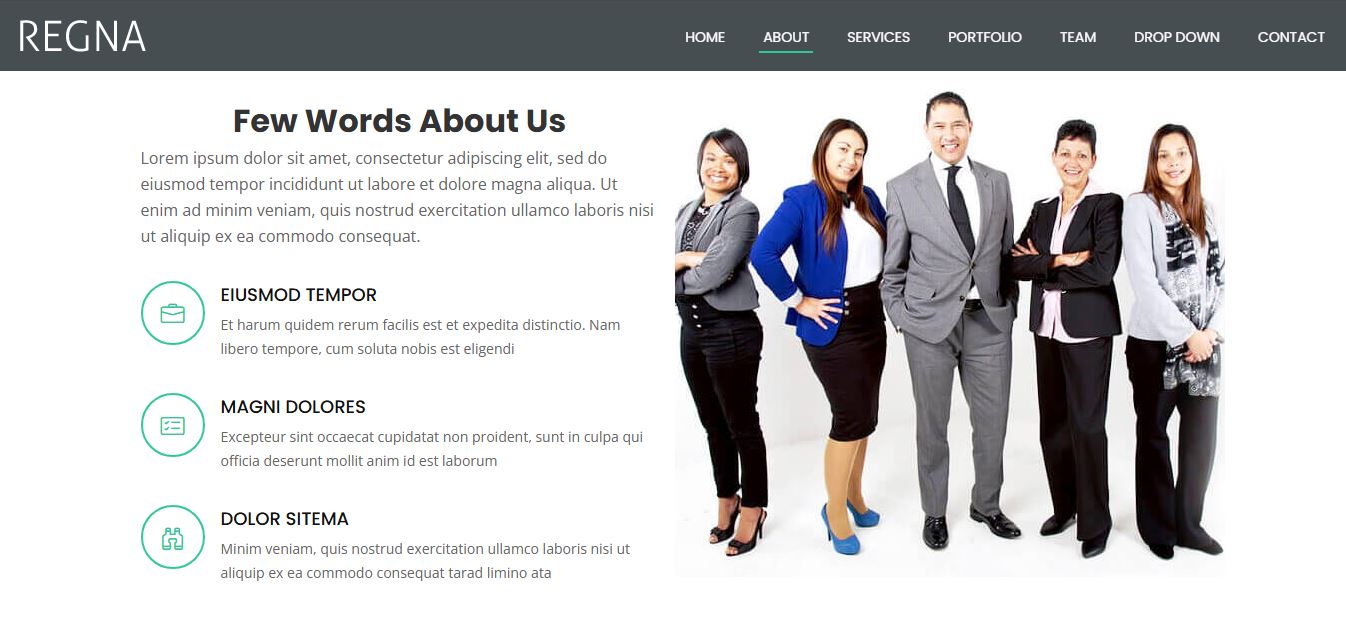 REGNA
HOME ABOUT SERVICES PORTFOLIO TEAM DROP DOWN CONTACT
Few Words About Us
Lorem ipsum dolor sit amet, consectetur adipiscing elit, sed do
eiusmod tempor incididunt ut labore et dolore magna aliqua. Ut
enim ad minim veniam, quis nostrud exercitation ullamco laboris nisi
ut aliquip ex ea commodo consequat.
EIUSMOD TEMPOR
Et harum quidem rerum facilis est et expedita distinctio. Nam
libero tempore, cum soluta nobis est eligendi
MAGNI DOLORES
Excepteur sint occaecat cupidatat non proident, sunt in culpa qui
officia deserunt mollit anim id est laborum
DOLOR SITEMA
Minim veniam, quis nostrud exercitation ullamco laboris nisi ut
aliquip ex ea commodo consequat tarad limino ata